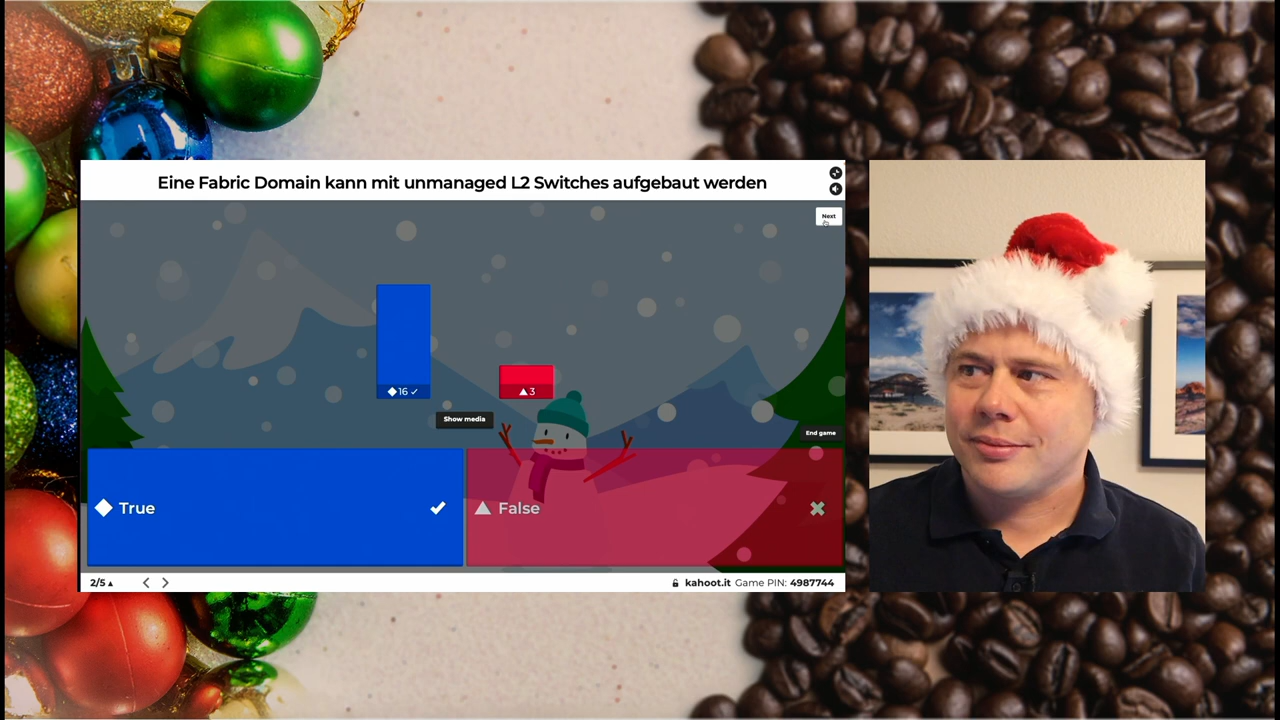 Eine Fabric Domain kann mit unmanaged L2 Switches aufgebaut werden
Next
16
3
Show media
End game
True
False
2/5
kahoot.it Game PIN: 4987744